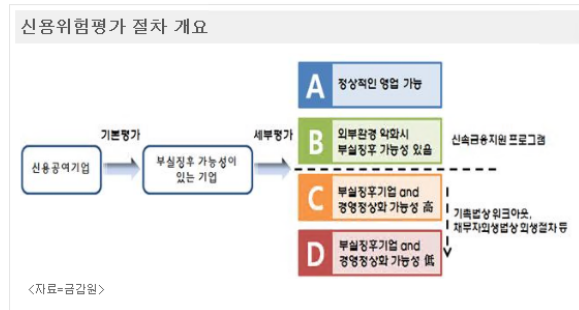 신용위험평가 절차 개요
A
정상적인 영업 가능
기본평가
세부평가
B
외부환경 악화시
부실징후 가능성 있음
신속금융지원 프로그램
신용공여기업
부실징후 가능성이
있는 기업
C
부실징후기업 and
경영정상화 가능성 高
기촉법상 워크아웃,
채무자회생법상 회생절차 등
D
부실징후기업 and
경영정상화 가능성 低
<자료=금감원>